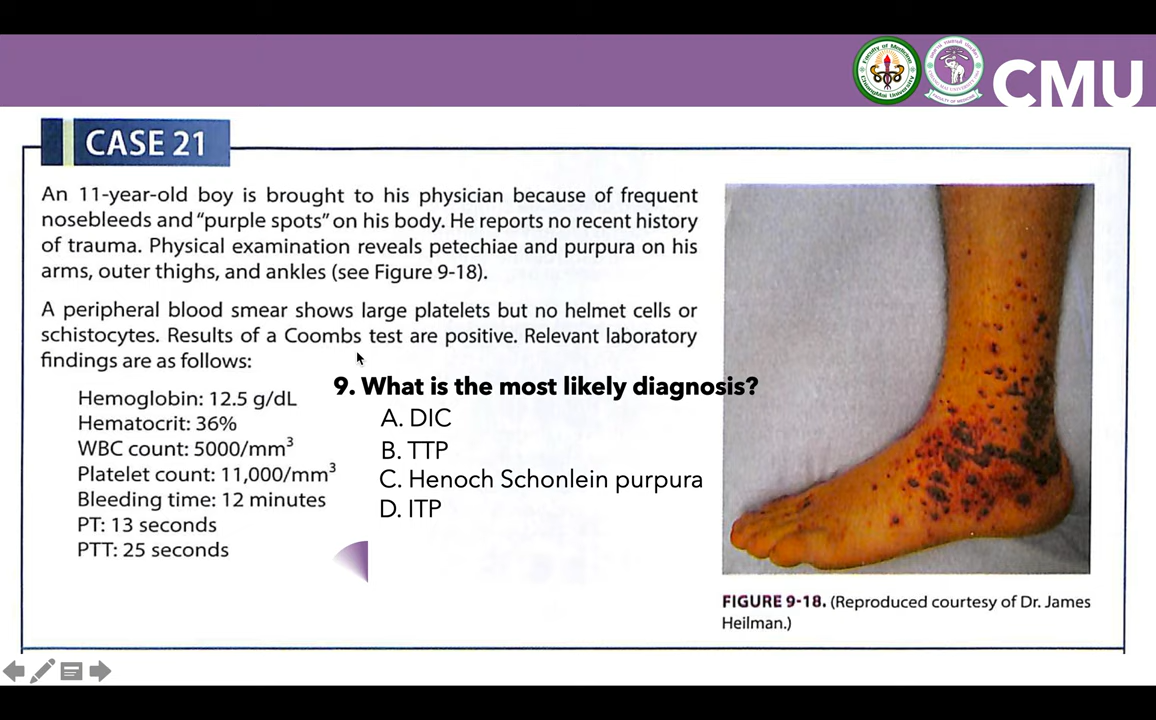 Faculty of Medicine
ChiangMai University
CMU
CASE 21
An 11-year-old boy is brought to his physician because of frequent
nosebleeds and "purple spots" on his body. He reports no recent history
of trauma. Physical examination reveals petechiae and purpura on his
arms, outer thighs, and ankles (see Figure 9-18).
A peripheral blood smear shows large platelets but no helmet cells or
schistocytes. Results of a Coombs test are positive. Relevant laboratory
findings are as follows:
Hemoglobin: 12.5 g/dL
Hematocrit: 36%
WBC count: 5000/mm³
Platelet count: 11,000/mm³
Bleeding time: 12 minutes
PT: 13 seconds
PTT: 25 seconds
9. What is the most likely diagnosis?
A. DIC
B. TTP
C. Henoch Schonlein purpura
D. ITP
FIGURE 9-18. (Reproduced courtesy of Dr. James
Heilman.)